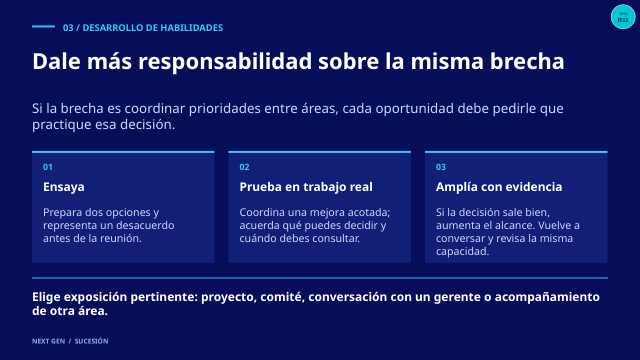 03 / DESARROLLO DE HABILIDADES
R11
Dale más responsabilidad sobre la misma brecha
Si la brecha es coordinar prioridades entre áreas, cada oportunidad debe pedirle que
practique esa decisión.
01
Ensaya
Prepara dos opciones y
representa un desacuerdo
antes de la reunión.
02
Prueba en trabajo real
Coordina una mejora acotada;
acuerda qué puedes decidir y
cuándo debes consultar.
03
Amplía con evidencia
Si la decisión sale bien,
aumenta el alcance. Vuelve a
conversar y revisa la misma
capacidad.
Elige exposición pertinente: proyecto, comité, conversación con un gerente o acompañamiento
de otra área.
NEXT GEN / SUCESIÓN